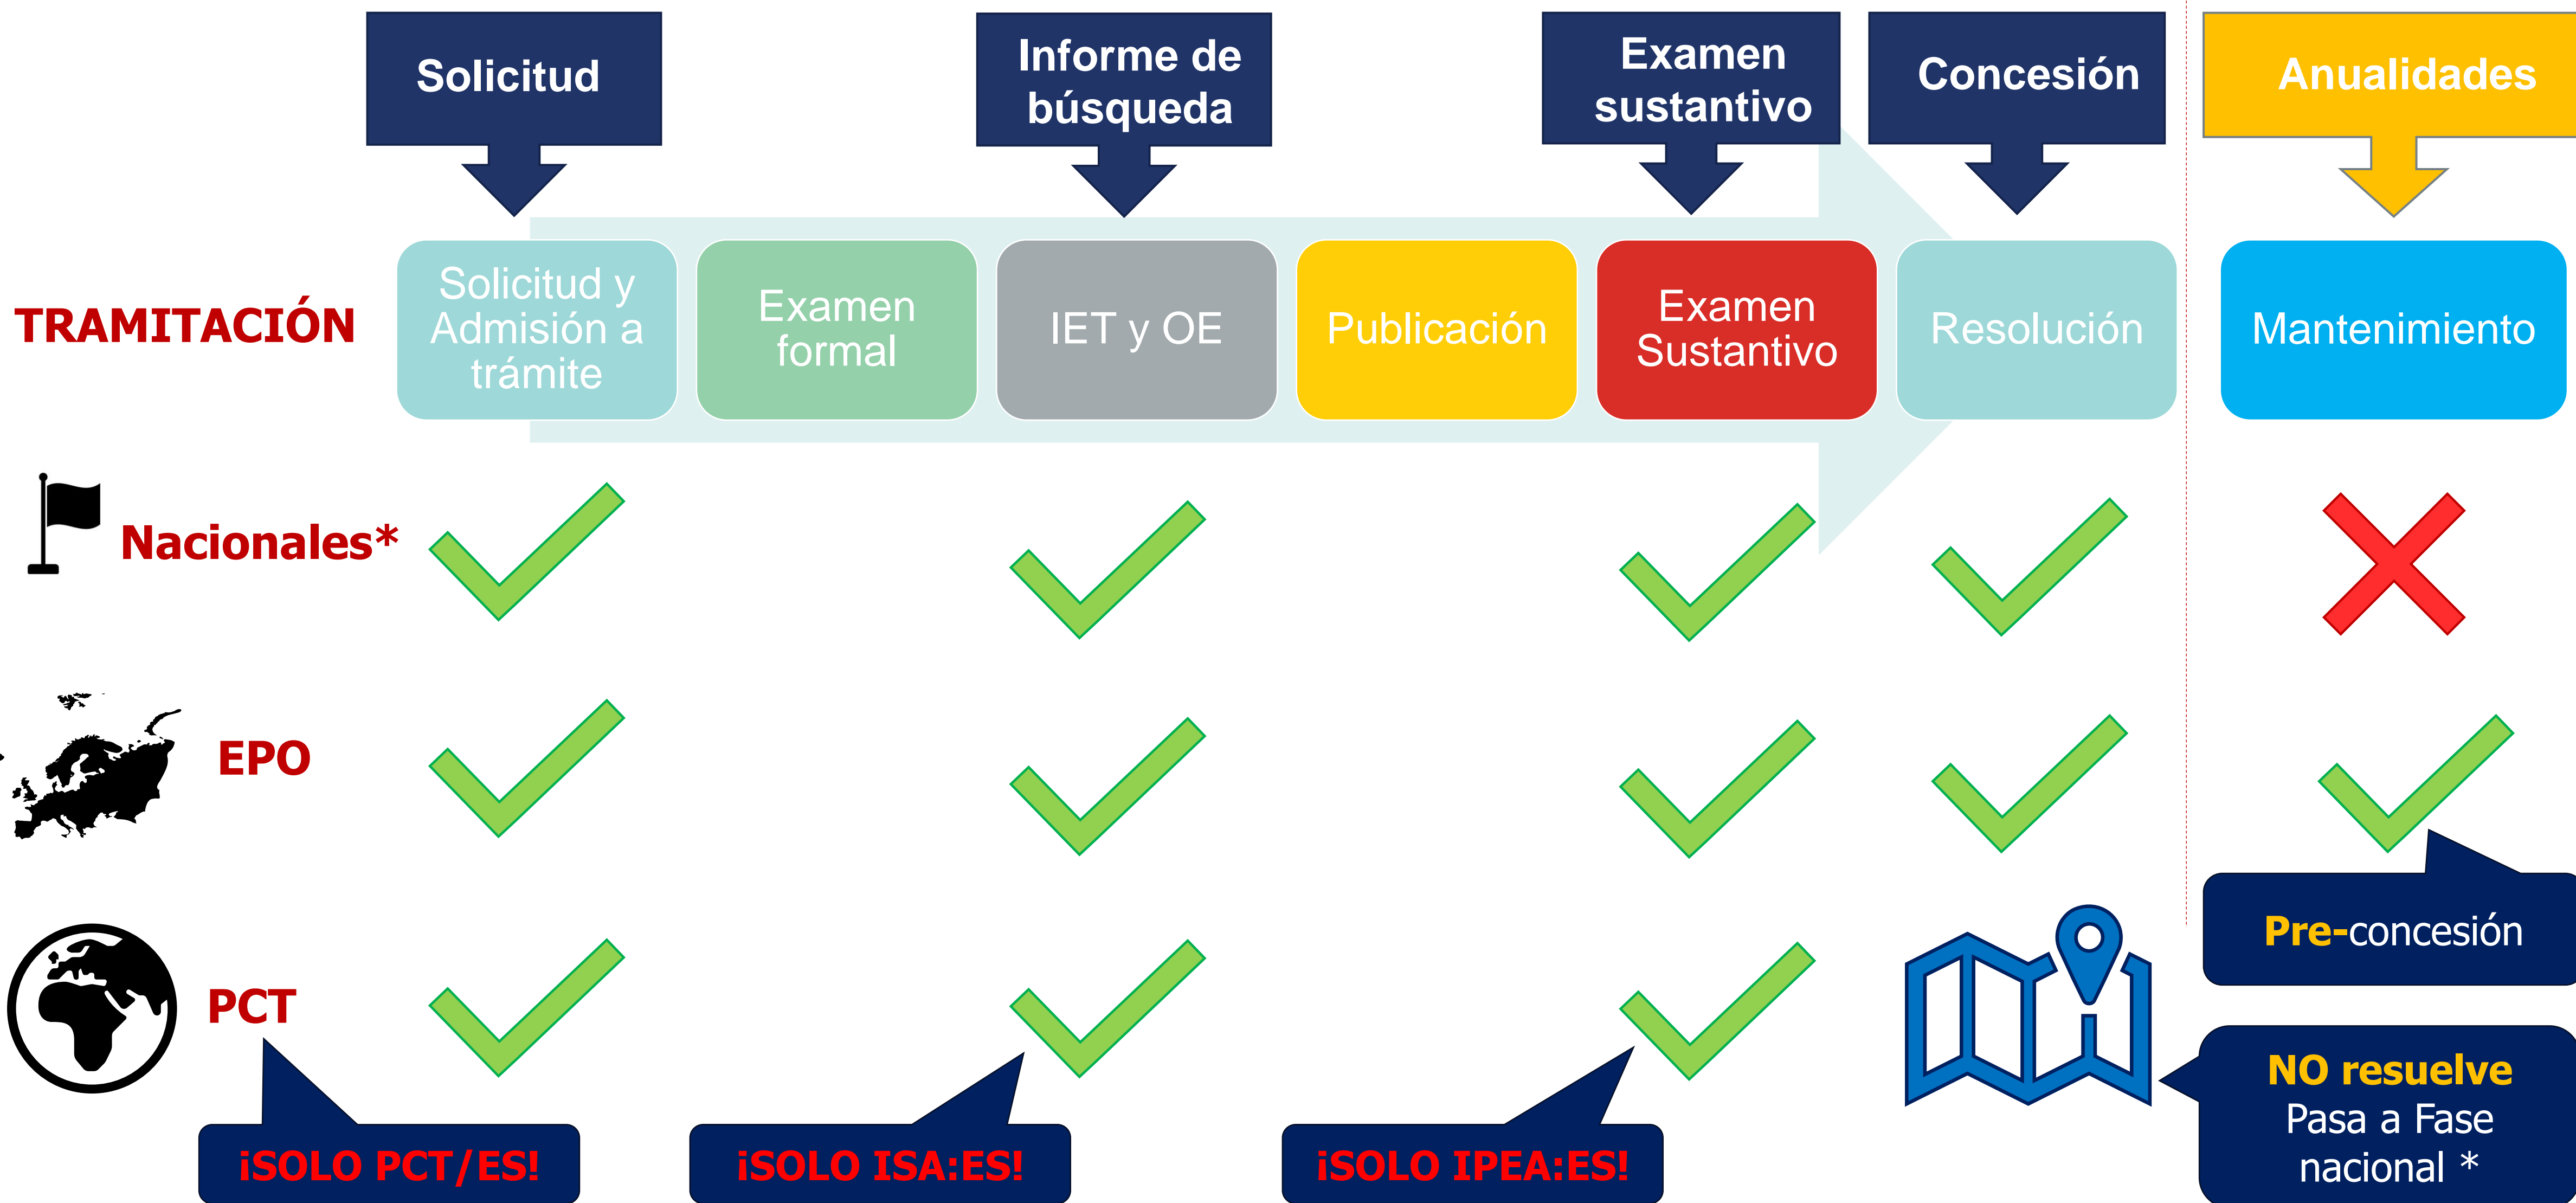 Solicitud
Informe de
búsqueda
Examen
sustantivo
Concesión
Anualidades
TRAMITACIÓN
Solicitud y
Admisión a
trámite
Examen
formal
IET y OE
Publicación
Examen
Sustantivo
Resolución
Mantenimiento
Nacionales*
EPO
Pre-concesión
PCT
NO resuelve
Pasa a Fase
nacional *
¡SOLO PCT/ES!
¡SOLO ISA:ES!
¡SOLO IPEA:ES!